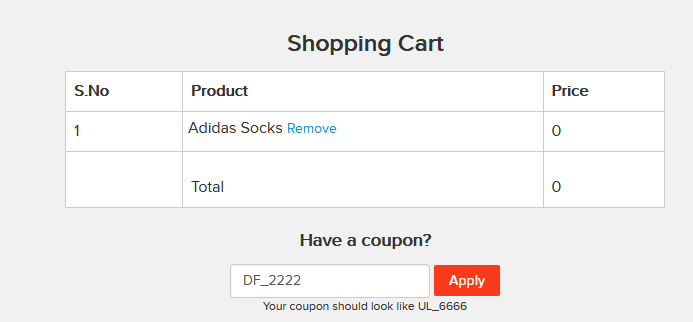 Shopping Cart
S.No Product Price
1 Adidas Socks Remove 0
Total 0
Have a coupon?
DF_2222 Apply
Your coupon should look like UL_6666